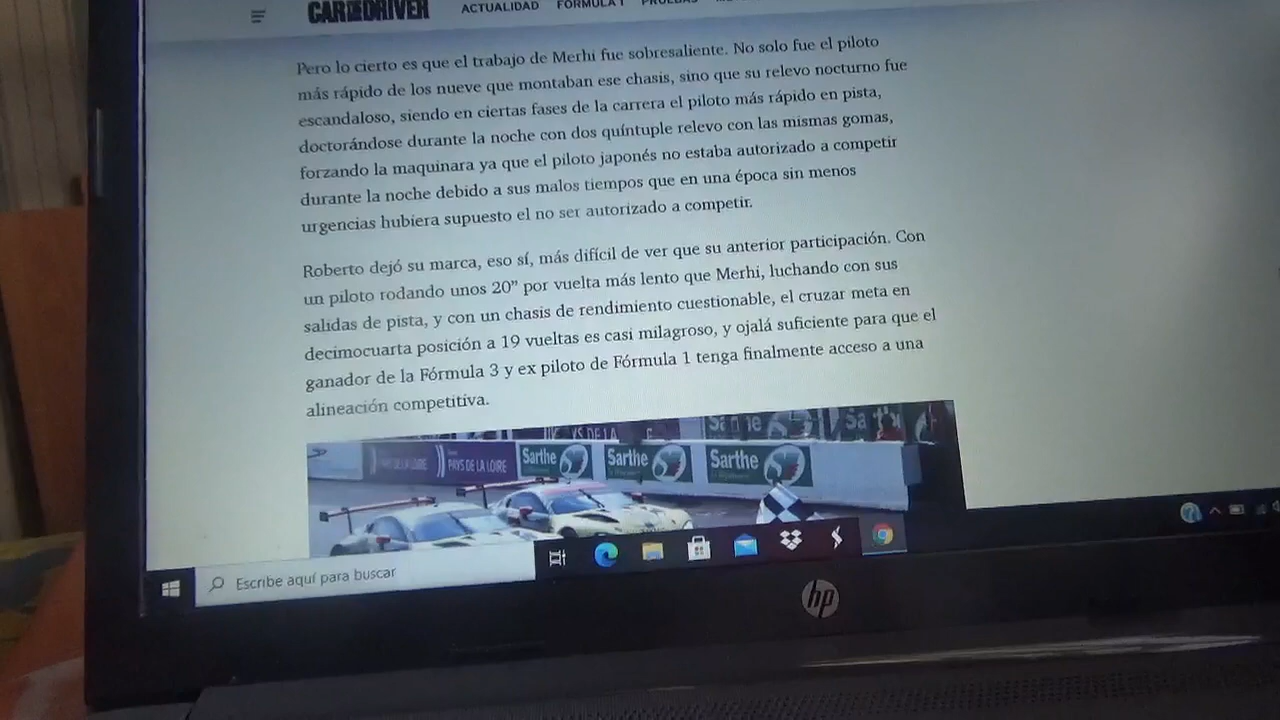 CAR AND DRIVER ACTUALIDAD FÓRMULA 1
Pero lo cierto es que el trabajo de Merhi fue sobresaliente. No solo fue el piloto
más rápido de los nueve que montaban ese chasis, sino que su relevo nocturno fue
escandaloso, siendo en ciertas fases de la carrera el piloto más rápido en pista,
doctorándose durante la noche con dos quíntuple relevo con las mismas gomas,
forzando la maquinara ya que el piloto japonés no estaba autorizado a competir
durante la noche debido a sus malos tiempos que en una época sin menos
urgencias hubiera supuesto el no ser autorizado a competir.
Roberto dejó su marca, eso sí, más difícil de ver que su anterior participación. Con
un piloto rodando unos 20” por vuelta más lento que Merhi, luchando con sus
salidas de pista, y con un chasis de rendimiento cuestionable, el cruzar meta en
decimocuarta posición a 19 vueltas es casi milagroso, y ojalá suficiente para que el
ganador de la Fórmula 3 y ex piloto de Fórmula 1 tenga finalmente acceso a una
alineación competitiva.
PAYS DE LA LOIRE
PAYS DE LA LOIRE
Sarthe
Sarthe
Sarthe
Escribe aquí para buscar
hp